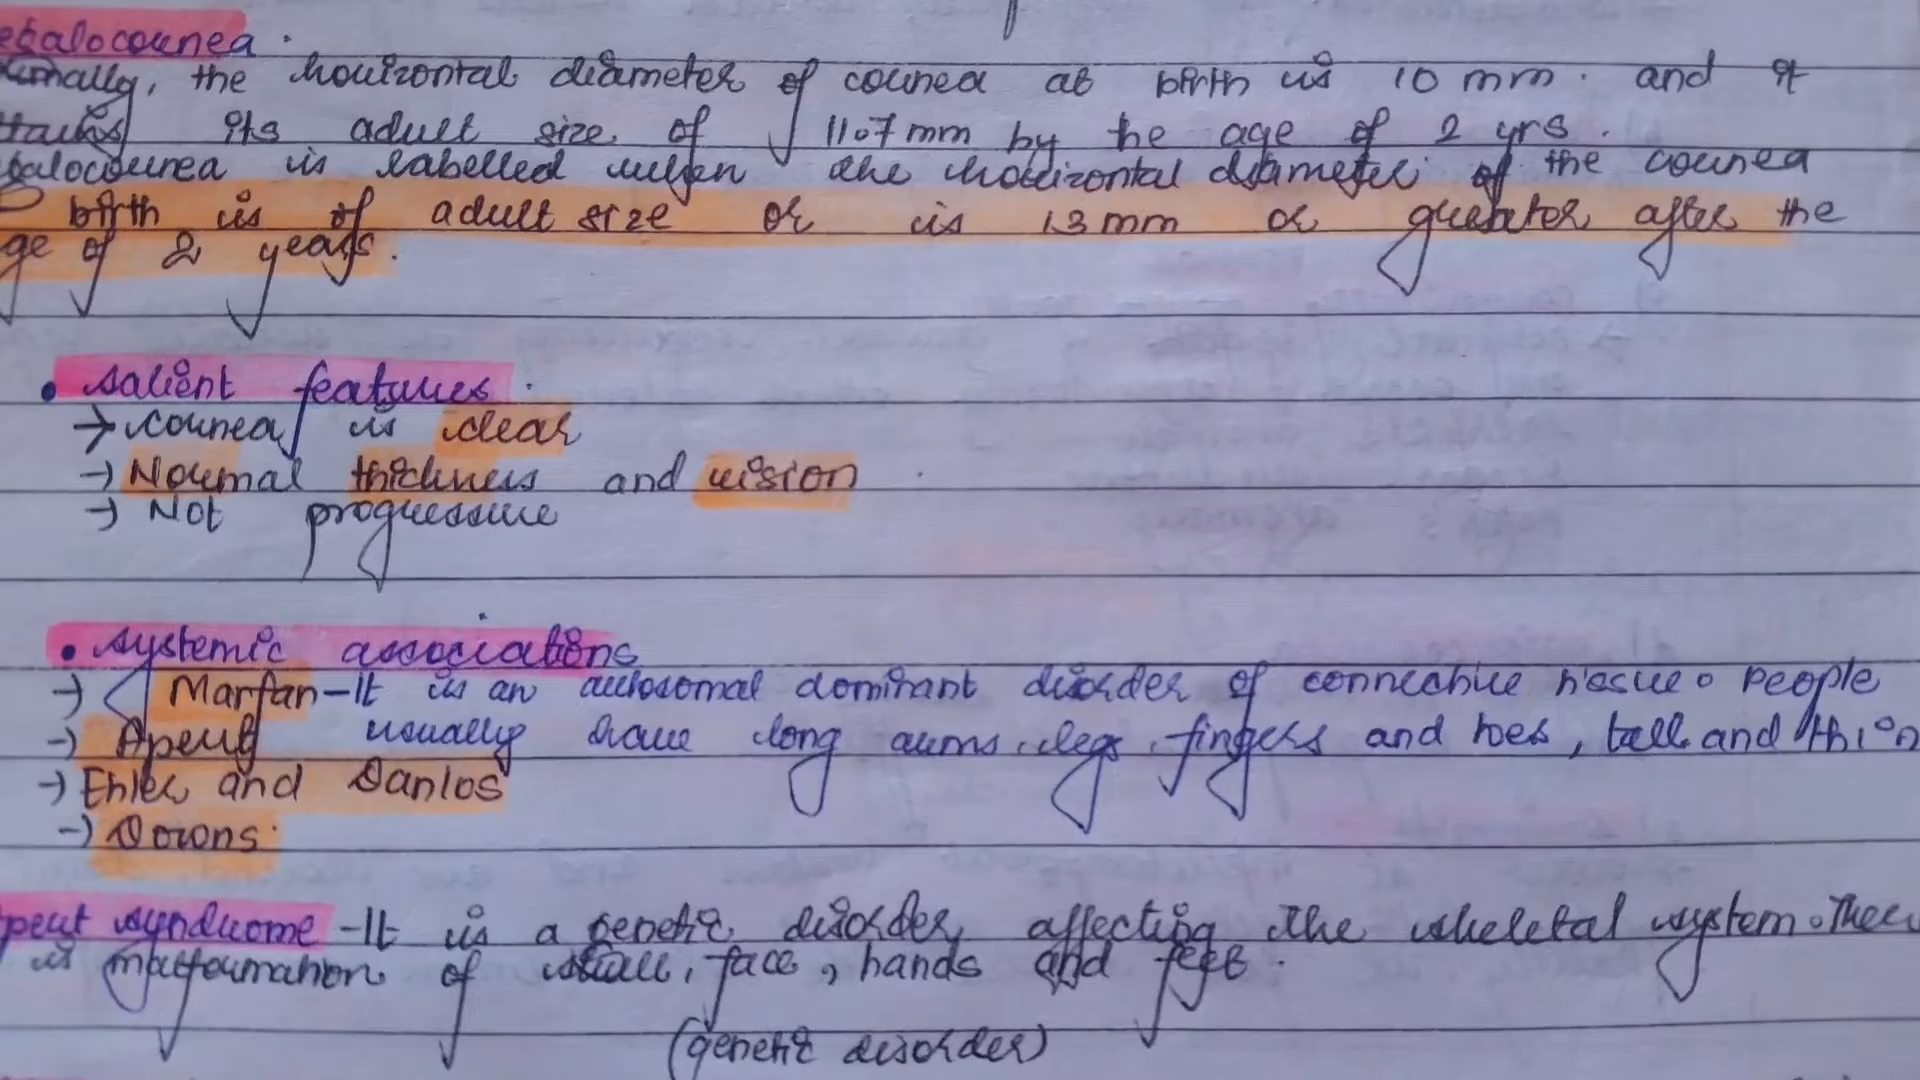 egalocornea.
rmally, the horizontal diameter of cornea at birth is 10 mm. and it
ttains its adult size of 11.7 mm by the age of 2 yrs.
galocornea is labelled when the horizontal diameter of the cornea
birth is of adult size or is 13 mm or greater after the
ge of 2 years.
• salient features.
→ cornea is clear
→ Normal thickness and vision
→ Not progressive
• systemic associations
→ Marfan - It is an autosomal dominant disorder of connective tissue. People
→ Apert usually have long arms, legs, fingers and toes, tall and thin
→ Ehler and Danlos
→ Downs.
pert syndrome - It is a genetic disorder affecting the skeletal system. There
is malformation of skull, face, hands and feet.
(genetic disorder)